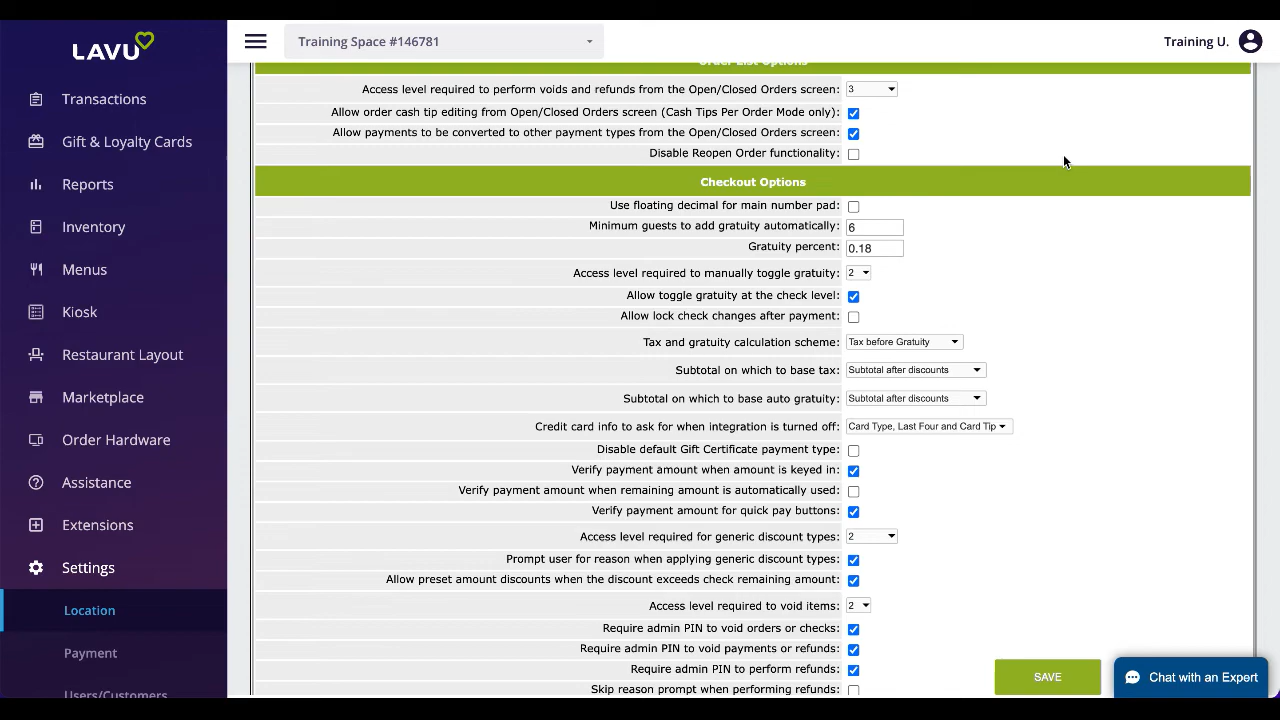 LAVU
Training Space #146781
Training U.
Transactions
Gift & Loyalty Cards
Reports
Inventory
Menus
Kiosk
Restaurant Layout
Marketplace
Order Hardware
Assistance
Extensions
Settings
Location
Payment
Users/Customers
Order List Options
Access level required to perform voids and refunds from the Open/Closed Orders screen: 3
Allow order cash tip editing from Open/Closed Orders screen (Cash Tips Per Order Mode only):
Allow payments to be converted to other payment types from the Open/Closed Orders screen:
Disable Reopen Order functionality:
Checkout Options
Use floating decimal for main number pad:
Minimum guests to add gratuity automatically: 6
Gratuity percent: 0.18
Access level required to manually toggle gratuity: 2
Allow toggle gratuity at the check level:
Allow lock check changes after payment:
Tax and gratuity calculation scheme: Tax before Gratuity
Subtotal on which to base tax: Subtotal after discounts
Subtotal on which to base auto gratuity: Subtotal after discounts
Credit card info to ask for when integration is turned off: Card Type, Last Four and Card Tip
Disable default Gift Certificate payment type:
Verify payment amount when amount is keyed in:
Verify payment amount when remaining amount is automatically used:
Verify payment amount for quick pay buttons:
Access level required for generic discount types: 2
Prompt user for reason when applying generic discount types:
Allow preset amount discounts when the discount exceeds check remaining amount:
Access level required to void items: 2
Require admin PIN to void orders or checks:
Require admin PIN to void payments or refunds:
Require admin PIN to perform refunds:
Skip reason prompt when performing refunds:
SAVE
Chat with an Expert